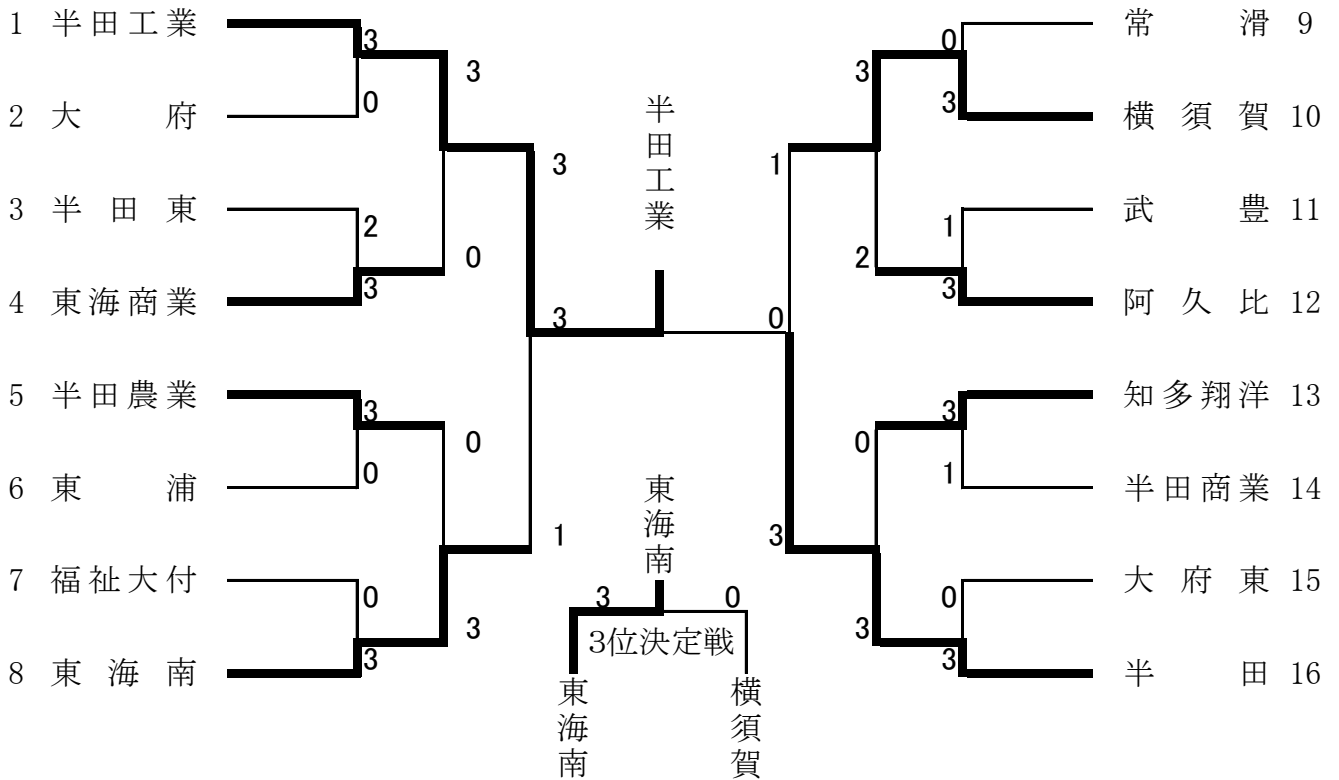 1 半田工業
3
0
2 大府
3
3 半田東
2
3
4 東海商業
0
3
5 半田農業
3
0
6 東浦
0
7 福祉大付
0
3
8 東海南
3
1
3
半田工業
0
常滑 9
0
3
横須賀 10
3
武豊 11
1
3
阿久比 12
2
1
知多翔洋 13
3
1
半田商業 14
0
大府東 15
0
3
半田 16
3
3
東海南
3 0
3位決定戦
東海南
横須賀